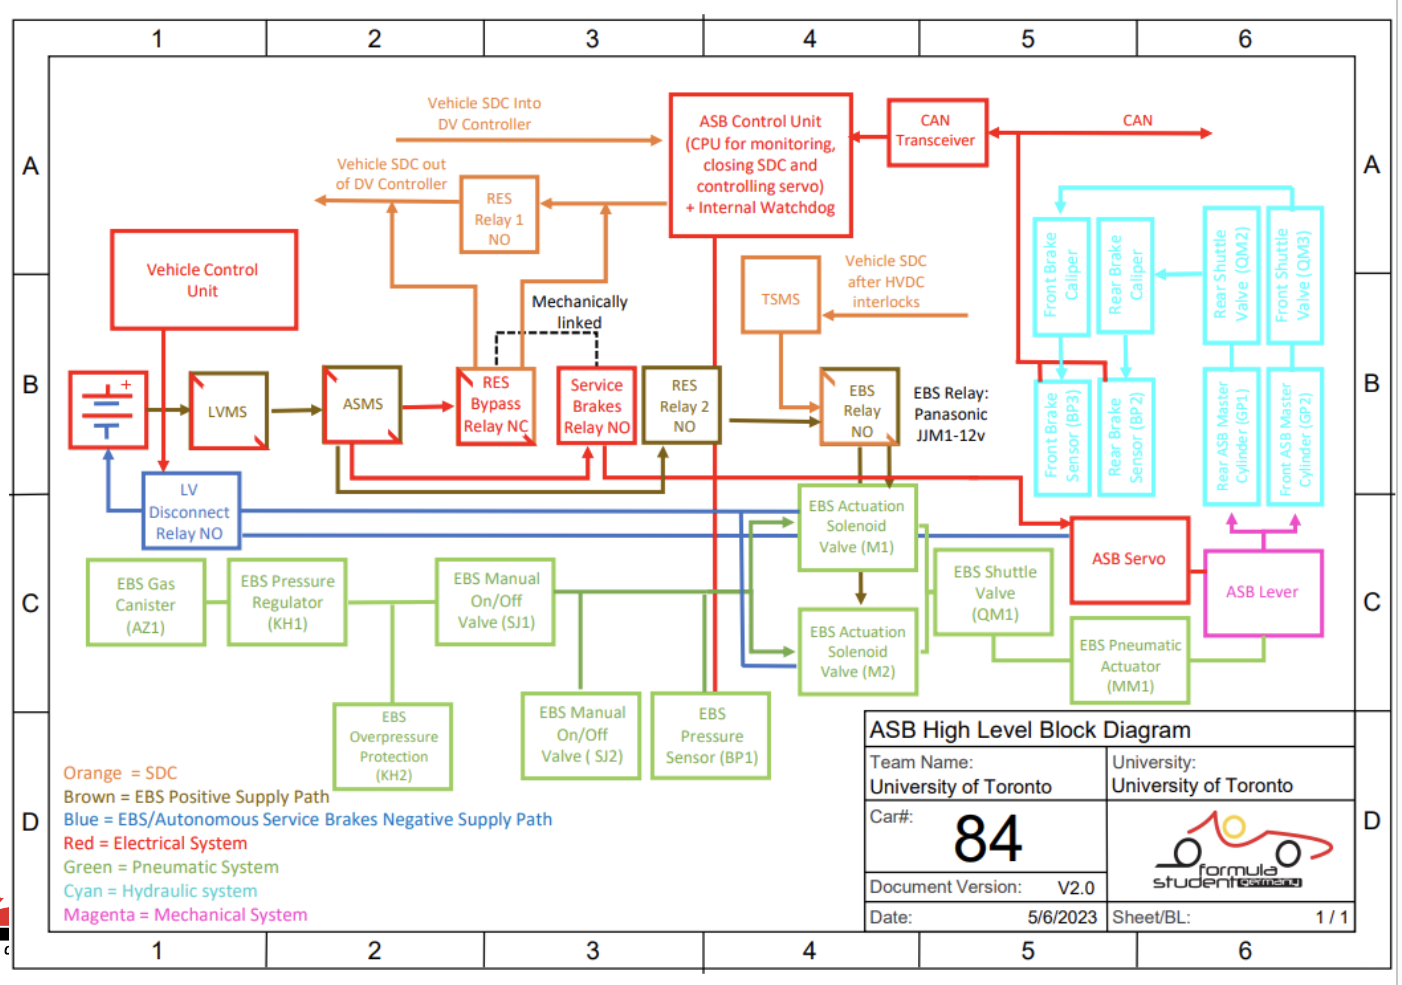 1 2 3 4 5 6
A
A
B
B
C
C
D
D
Vehicle SDC Into
DV Controller
Vehicle SDC out
of DV Controller
RES
Relay 1
NO
ASB Control Unit
(CPU for monitoring,
closing SDC and
controlling servo)
+ Internal Watchdog
CAN
Transceiver
CAN
Vehicle Control
Unit
Mechanically
linked
TSMS
Vehicle SDC
after HVDC
interlocks
Front Brake
Caliper
Rear Brake
Caliper
Rear Shuttle
Valve (QM2)
Front Shuttle
Valve (QM3)
+
LVMS
ASMS
RES
Bypass
Relay NC
Service
Brakes
Relay NO
RES
Relay 2
NO
EBS
Relay
NO
EBS Relay:
Panasonic
JJM1-12v
Front Brake
Sensor (BP3)
Rear Brake
Sensor (BP2)
Rear ASB Master
Cylinder (GP1)
Front ASB Master
Cylinder (GP2)
LV
Disconnect
Relay NO
EBS Actuation
Solenoid
Valve (M1)
ASB Servo
ASB Lever
EBS Gas
Canister
(AZ1)
EBS Pressure
Regulator
(KH1)
EBS Manual
On/Off
Valve (SJ1)
EBS Shuttle
Valve
(QM1)
EBS Actuation
Solenoid
Valve (M2)
EBS Pneumatic
Actuator
(MM1)
EBS
Overpressure
Protection
(KH2)
EBS Manual
On/Off
Valve ( SJ2)
EBS
Pressure
Sensor (BP1)
Orange = SDC
Brown = EBS Positive Supply Path
Blue = EBS/Autonomous Service Brakes Negative Supply Path
Red = Electrical System
Green = Pneumatic System
Cyan = Hydraulic system
Magenta = Mechanical System
ASB High Level Block Diagram
Team Name:
University of Toronto
University:
University of Toronto
Car#:
84
formula
student germany
Document Version: V2.0
Date: 5/6/2023
Sheet/BL: 1 / 1
1 2 3 4 5 6